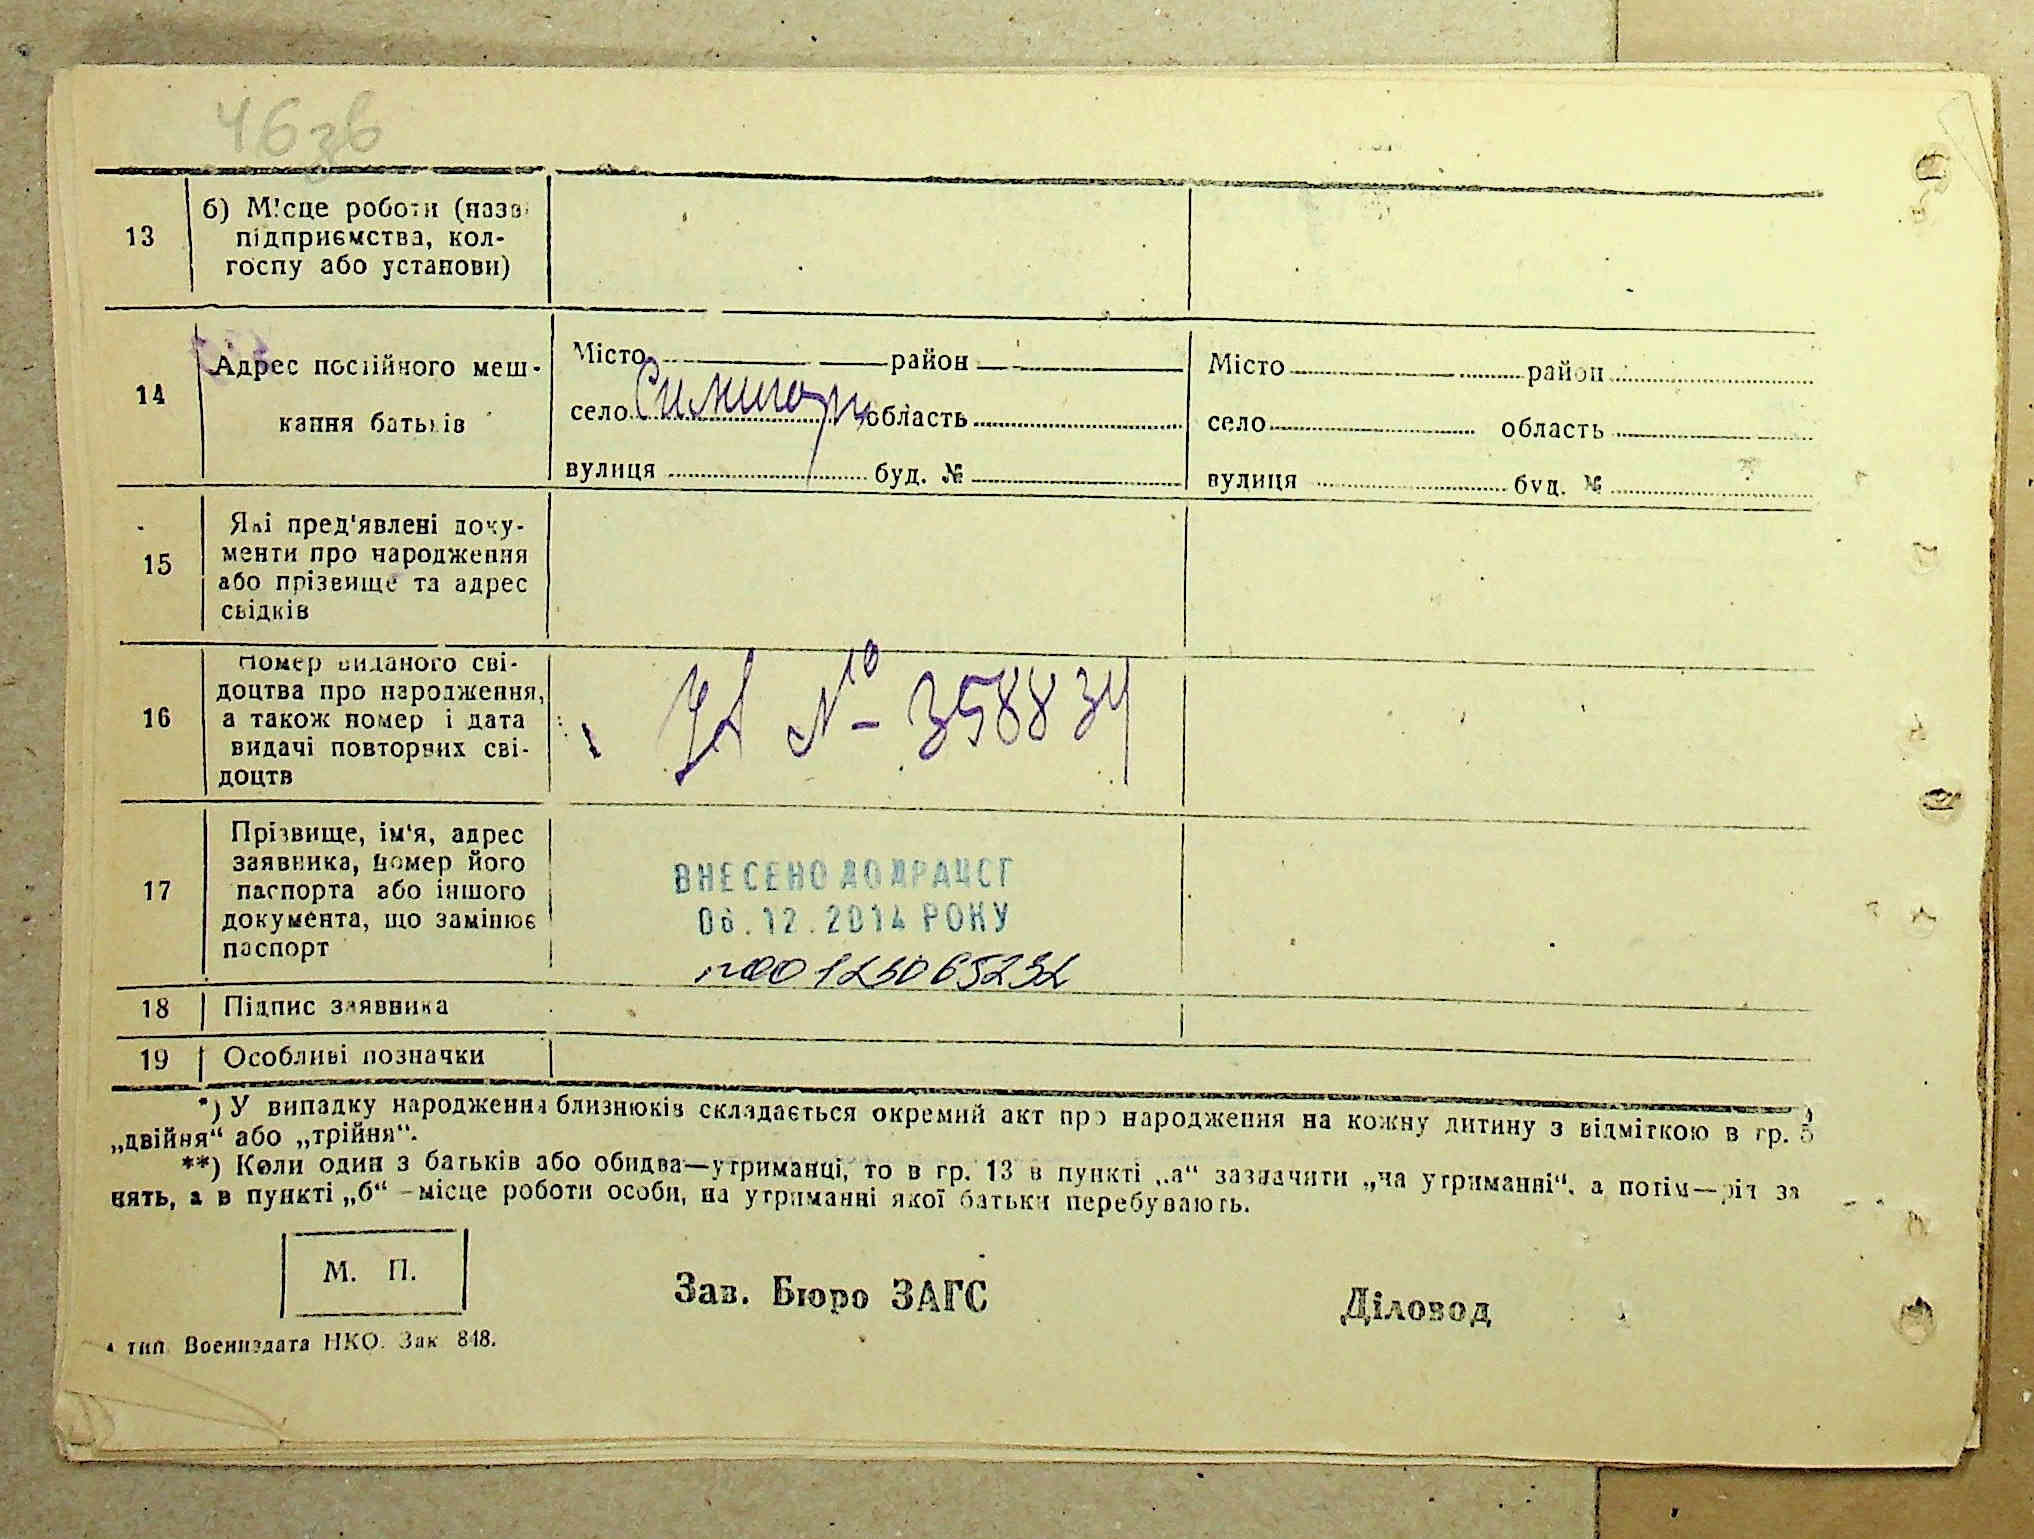 46 зв
13
б) Місце роботи (назв
підприємства, кол-
госпу або установи)
14
Адрес постійного меш-
кання батьків
Місто район
село область
вулиця буд. №
Місто район
село область
вулиця буд. №
15
Які пред'явлені доку-
менти про народження
або прізвище та адрес
свідків
16
Номер виданого сві-
доцтва про народження,
а також номер і дата
видачі повторних сві-
доцтв
УА № - 358834
17
Прізвище, ім'я, адрес
заявника, номер його
паспорта або іншого
документа, що замінює
паспорт
ВНЕСЕНО ДО ДРАЦСГ
06.12.2014 РОКУ
18 Підпис заявника
19 Особливі позначки
*) У випадку народження близнюків складається окремий акт про народження на кожну дитину з відміткою в гр. 5
„двійня“ або „трійня“.
**) Коли один з батьків або обидва—утриманці, то в гр. 13 в пункті „а“ зазначити „на утриманні“, а потім—рід за
нять, а в пункті „б“ – місце роботи особи, на утриманні якої батьки перебувають.
М. П.
Зав. Бюро ЗАГС
Діловод
тип. Воениздата НКО. Зак 848.